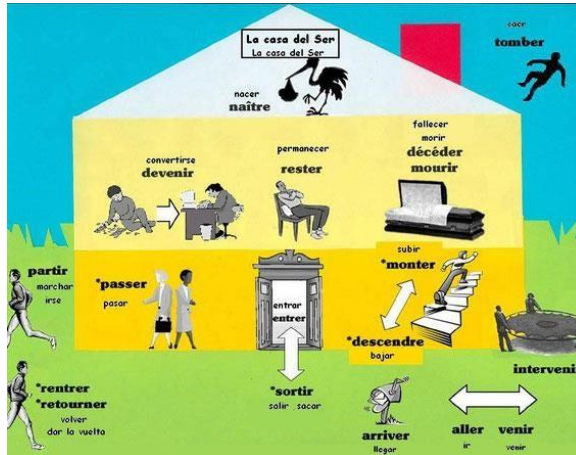 La casa del Ser
La casa del Ser
caer
tomber
nacer
naître
fallecer
morir
décéder
mourir
convertirse
devenir
permanecer
rester
partir
marchar
irse
*passer
pasar
entrar
entrer
subir
*monter
*descendre
bajar
intervenir
*rentrer
*retourner
volver
dar la vuelta
*sortir
salir sacar
arriver
llegar
aller venir
ir venir